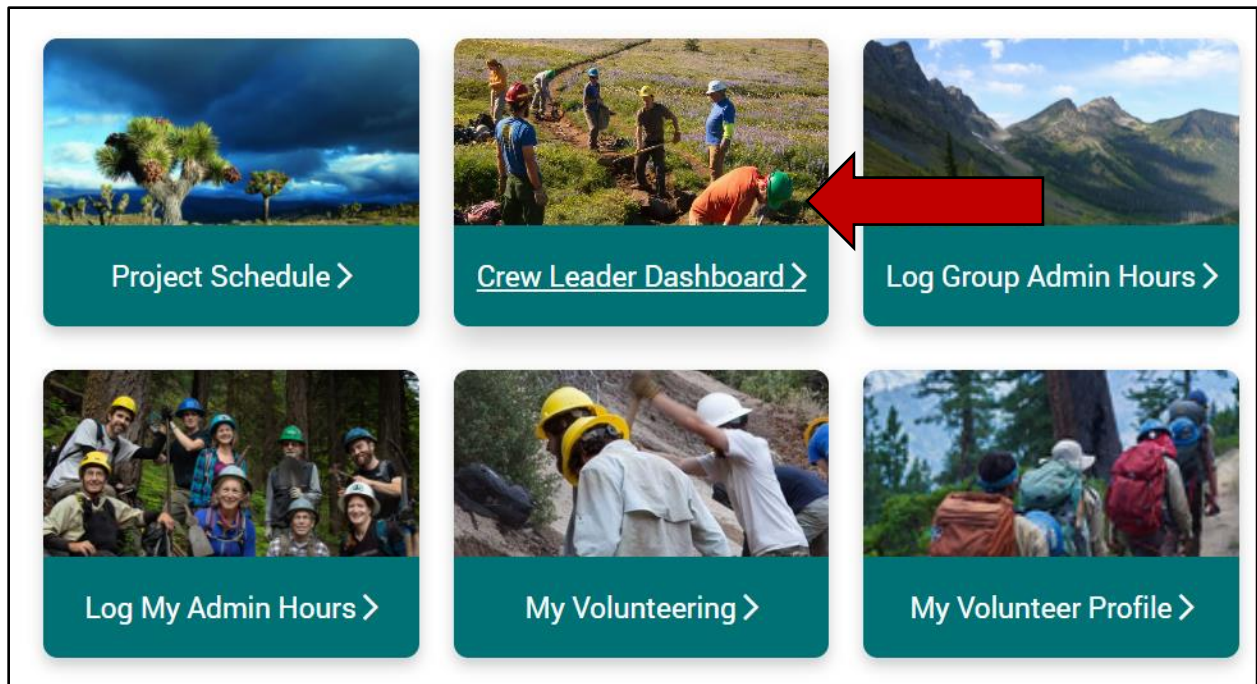 Project Schedule >
Crew Leader Dashboard >
Log Group Admin Hours >
Log My Admin Hours >
My Volunteering >
My Volunteer Profile >